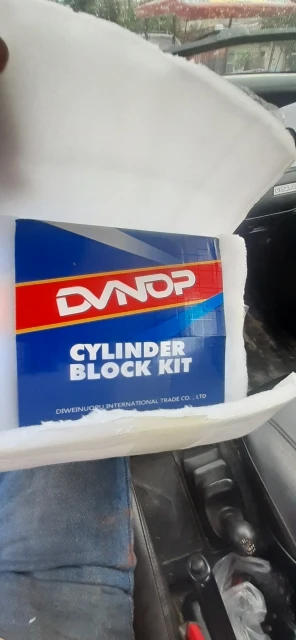 DVNOP
CYLINDER
BLOCK KIT
DIWEINUOPU INTERNATIONAL TRADE CO., LTD